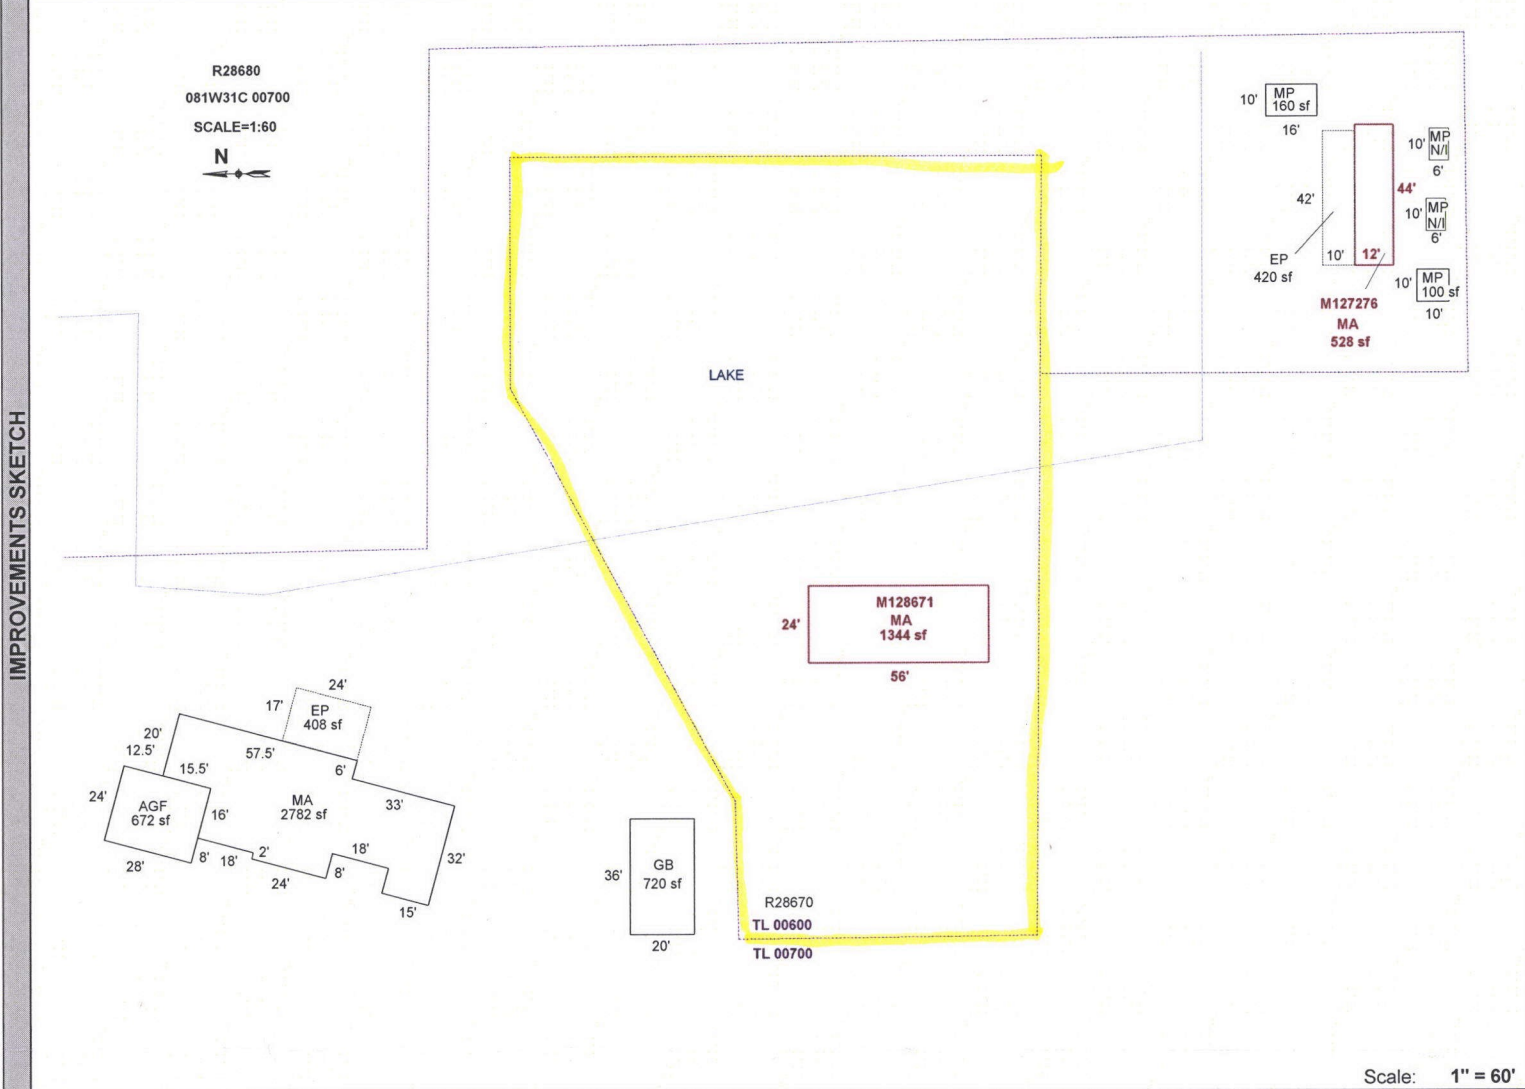 IMPROVEMENTS SKETCH
R28680
081W31C 00700
SCALE=1:60
N
LAKE
10'
MP
160 sf
16'
42'
10'
12'
44'
EP
420 sf
10'
MP
N/I
6'
10'
MP
N/I
6'
10'
MP
100 sf
10'
M127276
MA
528 sf
M128671
MA
1344 sf
24'
56'
24'
17'
EP
408 sf
20'
12.5'
57.5'
15.5'
6'
24'
AGF
672 sf
16'
MA
2782 sf
33'
28'
8'
18'
2'
24'
18'
8'
32'
15'
36'
GB
720 sf
20'
R28670
TL 00600
TL 00700
Scale: 1" = 60'